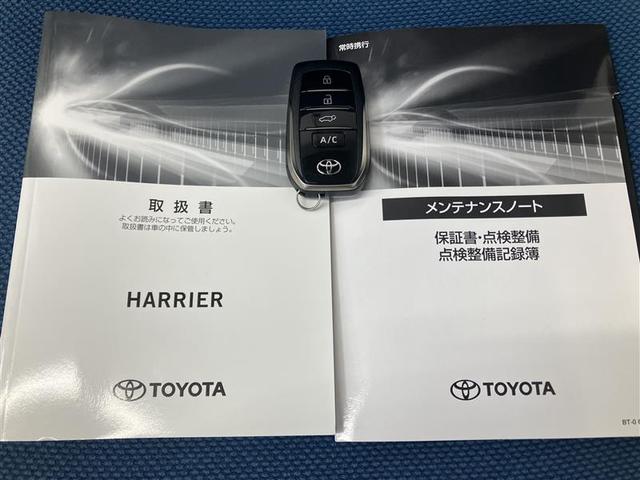 取扱書
よくお読みになってご使用ください。
取扱書は車の中に保管しましょう。
HARRIER
TOYOTA
A/C
常時携行
メンテナンスノート
保証書・点検整備
点検整備記録簿
TOYOTA